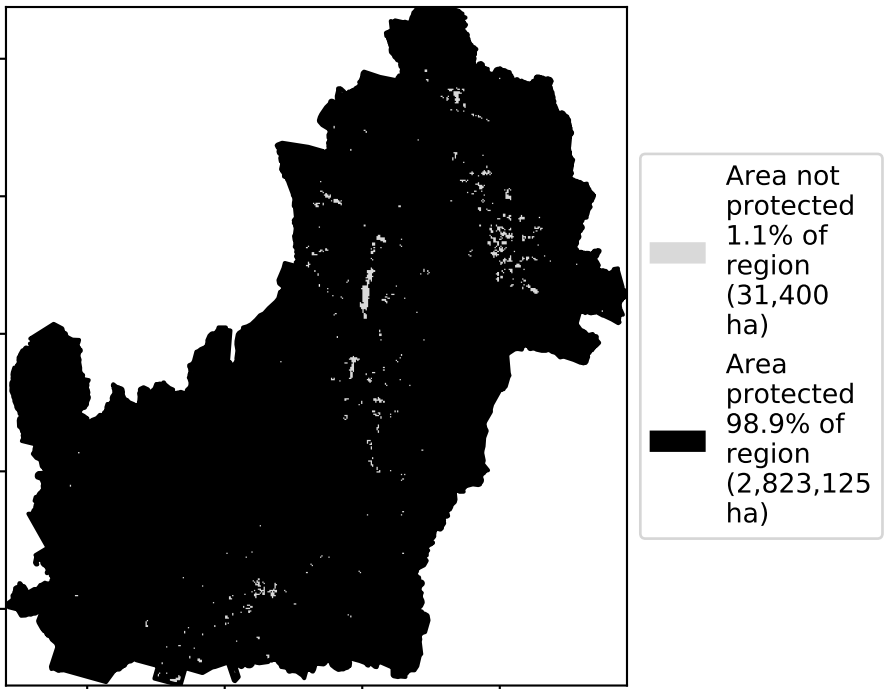 Area not
protected
1.1% of
region
(31,400
ha)
Area
protected
98.9% of
region
(2,823,125
ha)